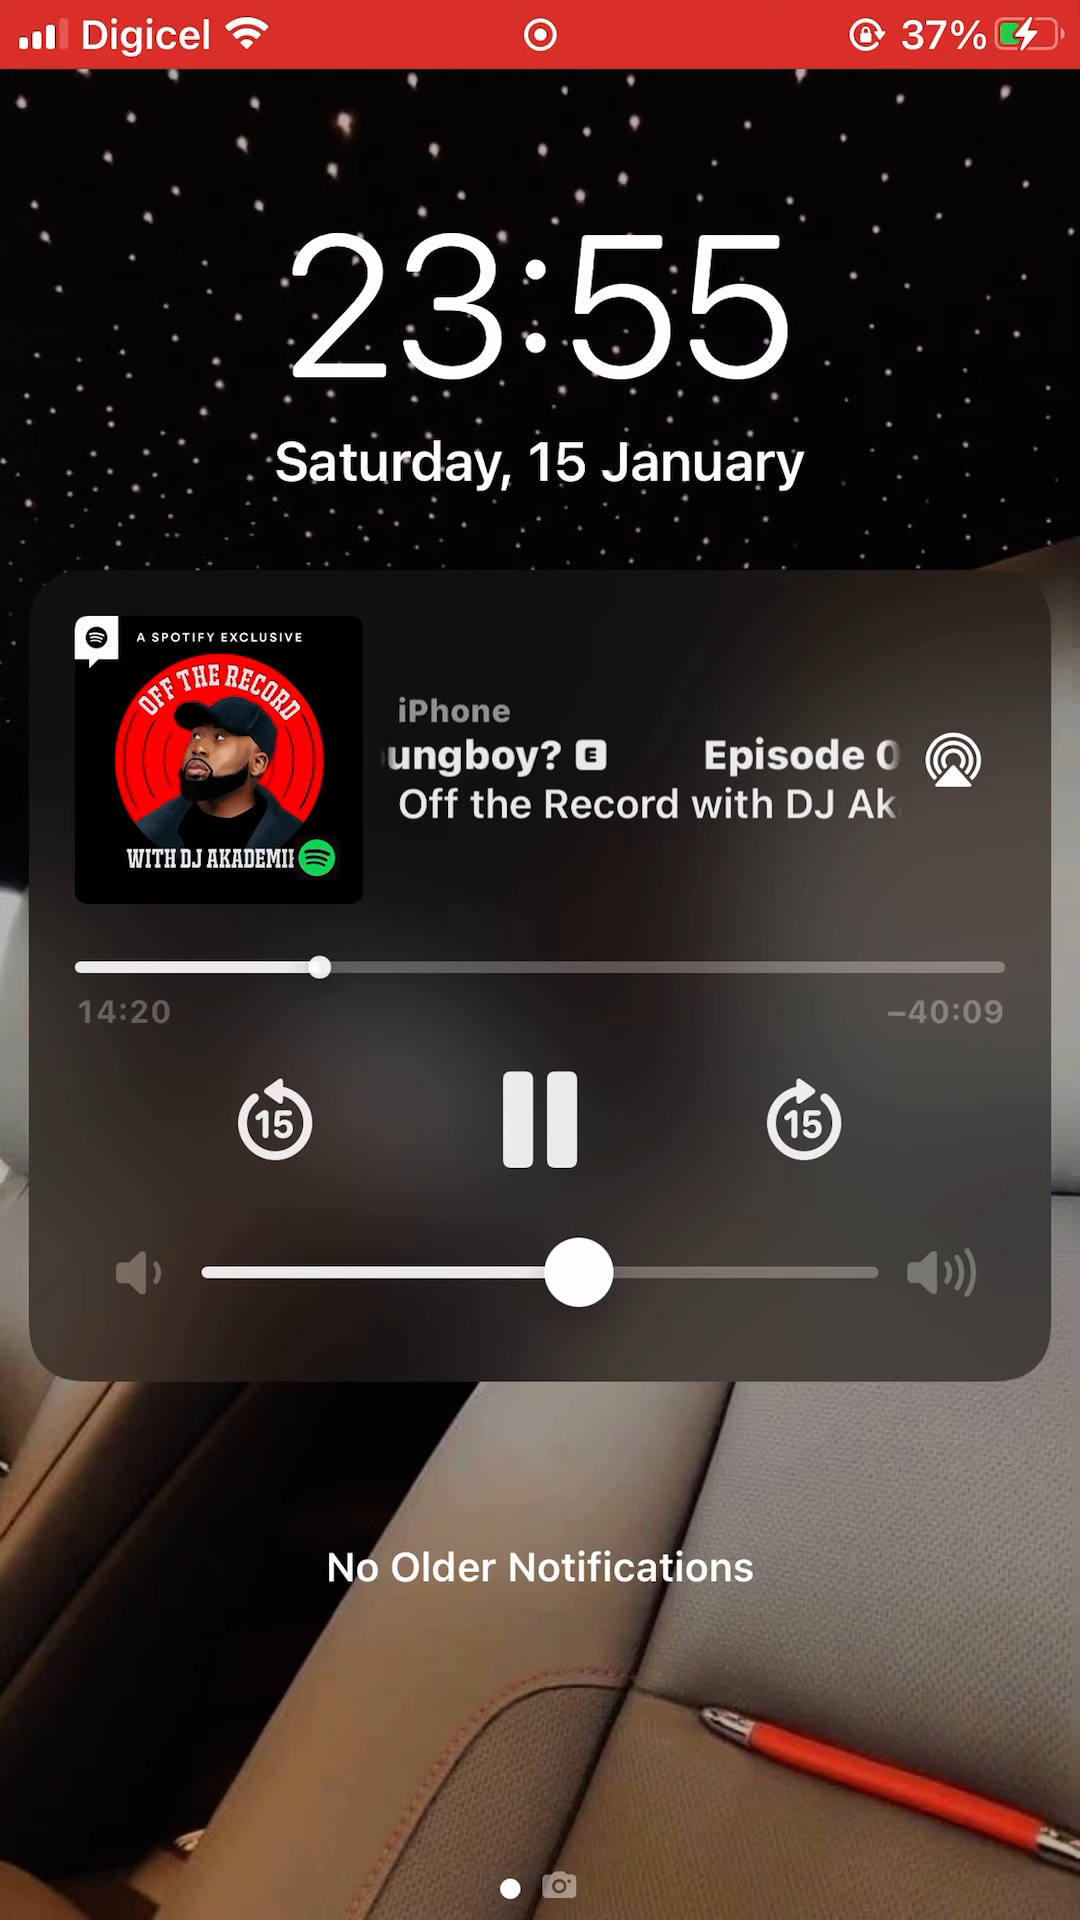 Digicel 37%
23:55
Saturday, 15 January
A SPOTIFY EXCLUSIVE
OFF THE RECORD
WITH DJ AKADEMI
iPhone
ungboy? E Episode 0
Off the Record with DJ Ak
14:20 -40:09
15 15
No Older Notifications